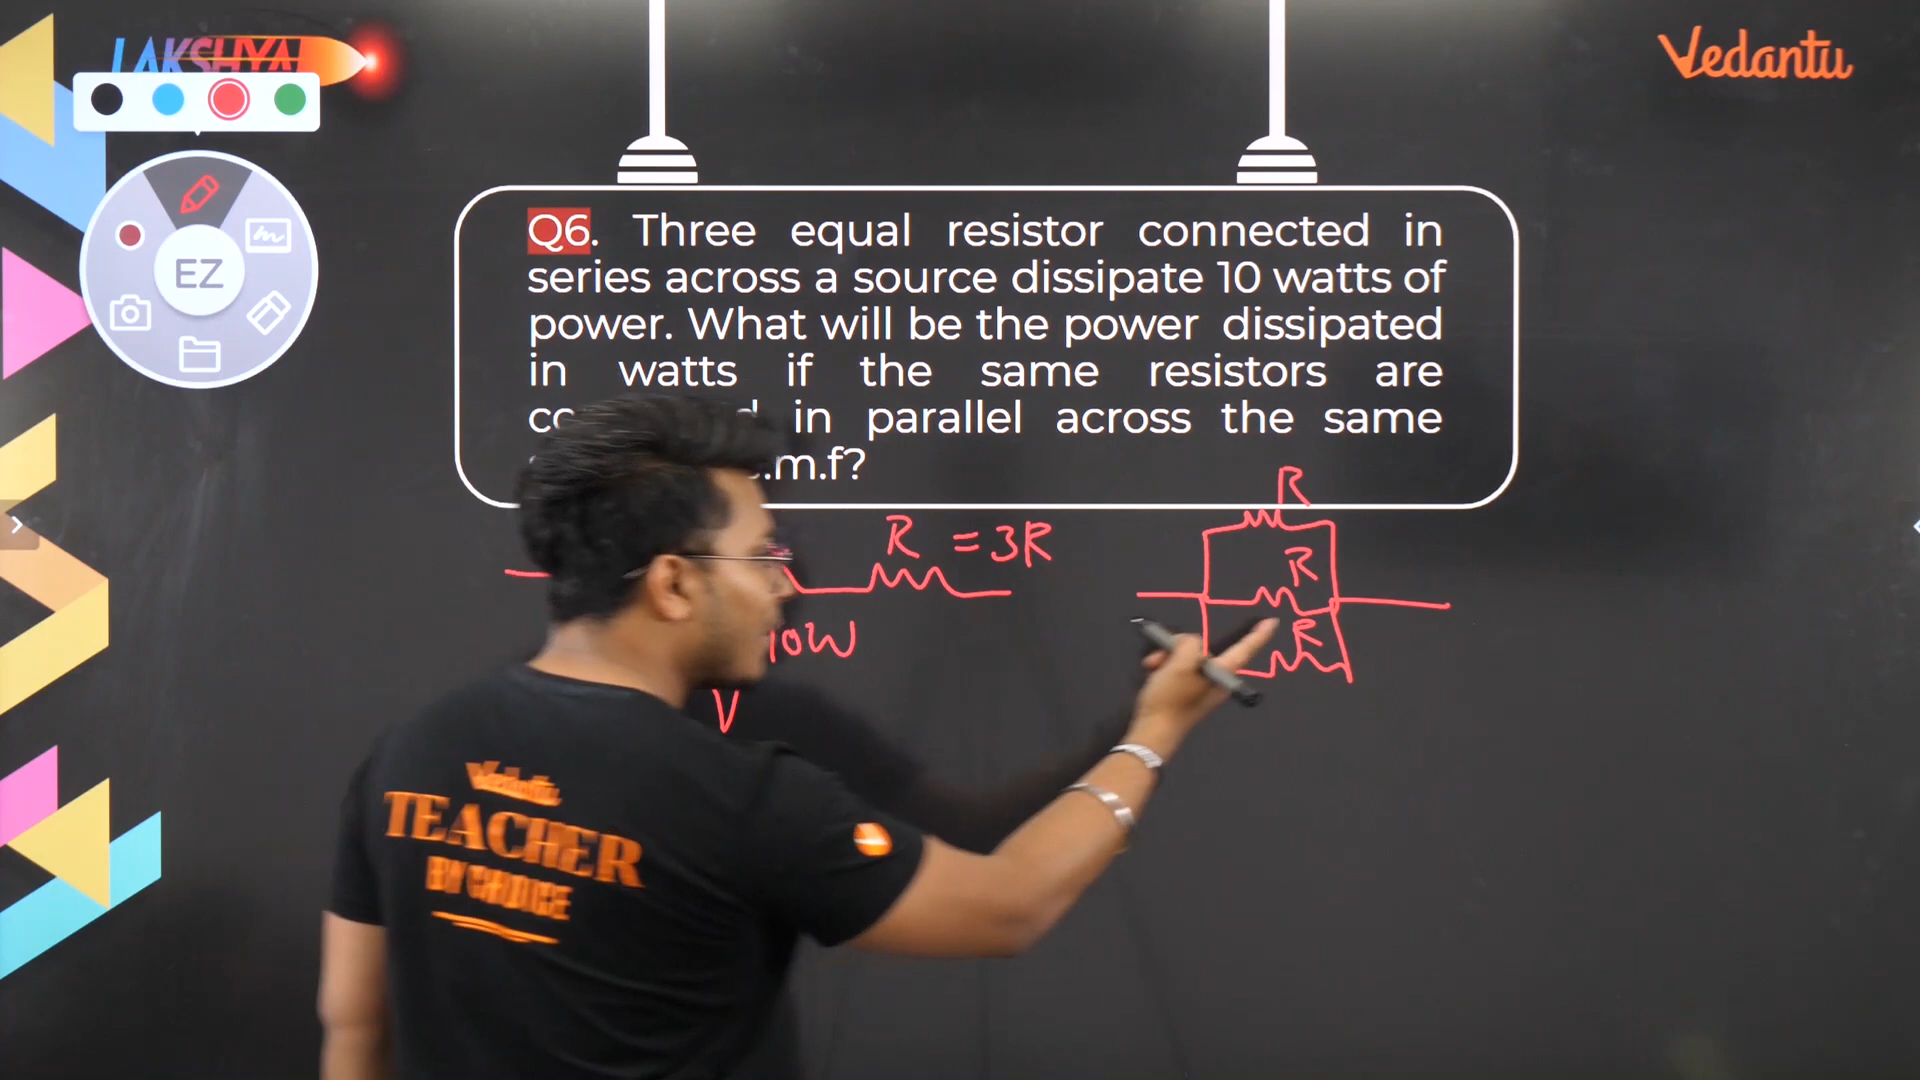 LAKSHYA
Vedantu
EZ
Q6. Three equal resistor connected in
series across a source dissipate 10 watts of
power. What will be the power dissipated
in watts if the same resistors are
in parallel across the same
.m.f?
R = 3R
10W
V
R
R
R
Vedantu
TEACHER
BY CHOICE